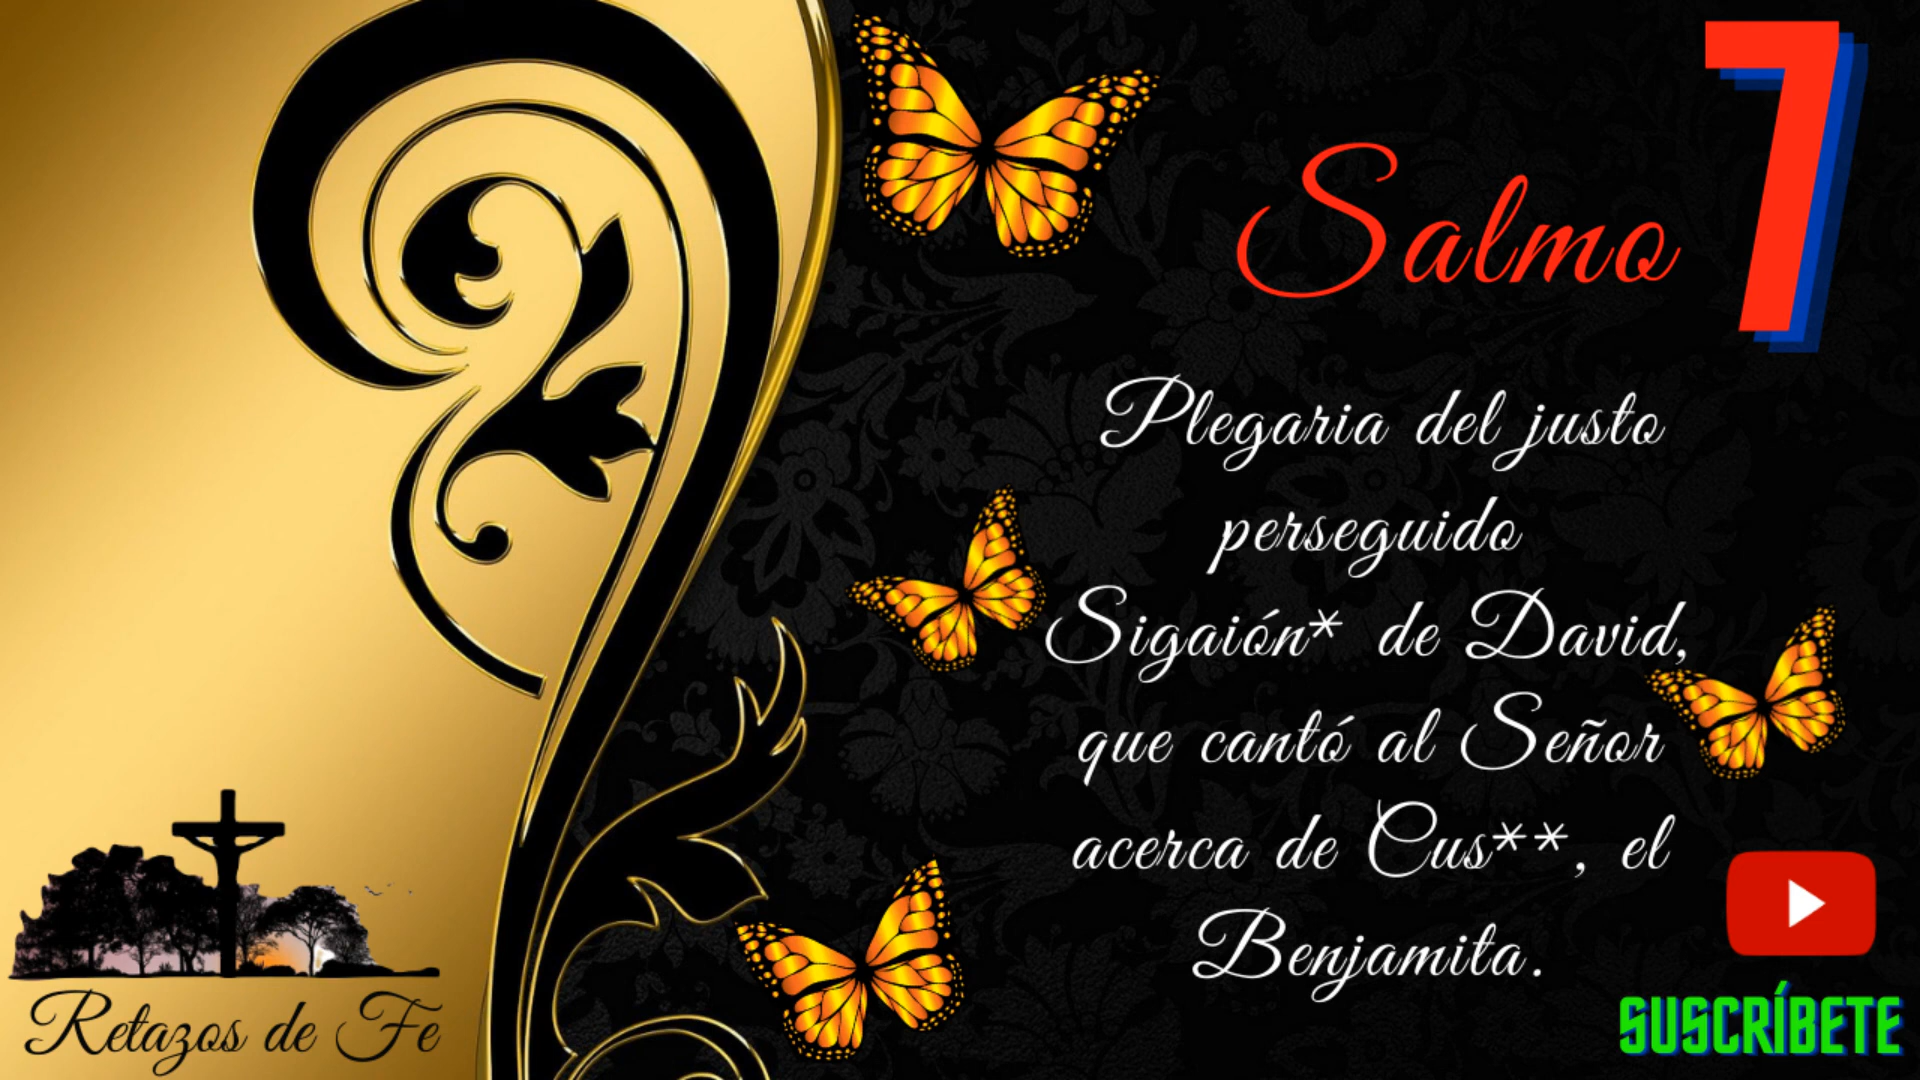 7
Salmo
Plegaria del justo
perseguido
Sigaión* de David,
que cantó al Señor
acerca de Cus**, el
Benjamita.
Retazos de Fe
SUSCRÍBETE